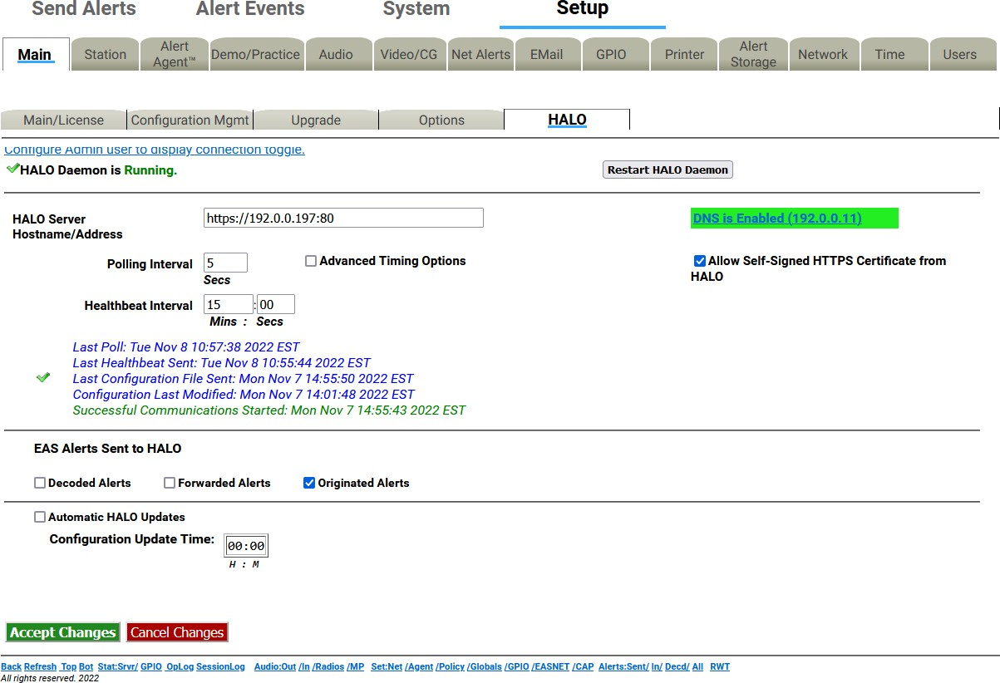 Send Alerts Alert Events System Setup
Main Station Alert Agent™ Demo/Practice Audio Video/CG Net Alerts EMail GPIO Printer Alert Storage Network Time Users
Main/License Configuration Mgmt Upgrade Options HALO
Configure Admin user to display connection toggle.
HALO Daemon is Running. Restart HALO Daemon
HALO Server Hostname/Address https://192.0.0.197:80 DNS is Enabled (192.0.0.11)
Polling Interval 5 Secs Advanced Timing Options Allow Self-Signed HTTPS Certificate from HALO
Healthbeat Interval 15 : 00
Mins : Secs
Last Poll: Tue Nov 8 10:57:38 2022 EST
Last Healthbeat Sent: Tue Nov 8 10:55:44 2022 EST
Last Configuration File Sent: Mon Nov 7 14:55:50 2022 EST
Configuration Last Modified: Mon Nov 7 14:01:48 2022 EST
Successful Communications Started: Mon Nov 7 14:55:43 2022 EST
EAS Alerts Sent to HALO
Decoded Alerts Forwarded Alerts Originated Alerts
Automatic HALO Updates
Configuration Update Time: 00:00
H : M
Accept Changes Cancel Changes
Back Refresh Top Bot Stat:Srvr/ GPIO OpLog SessionLog Audio:Out /In /Radios /MP Set:Net /Agent /Policy /Globals /GPIO /EASNET /CAP Alerts:Sent/ In/ Decd/ All RWT
All rights reserved. 2022